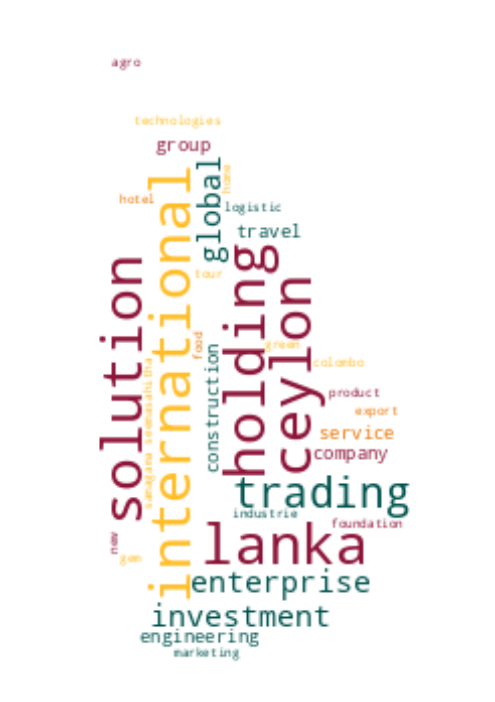 agro
technologies
group
global
home
international
hotel
logistic
travel
holding
solution
tour
ceylon
food
green
construction
samagama seemasahitha
colombo
product
export
service
company
trading
industrie
foundation
new
lanka
gem
enterprise
investment
engineering
marketing